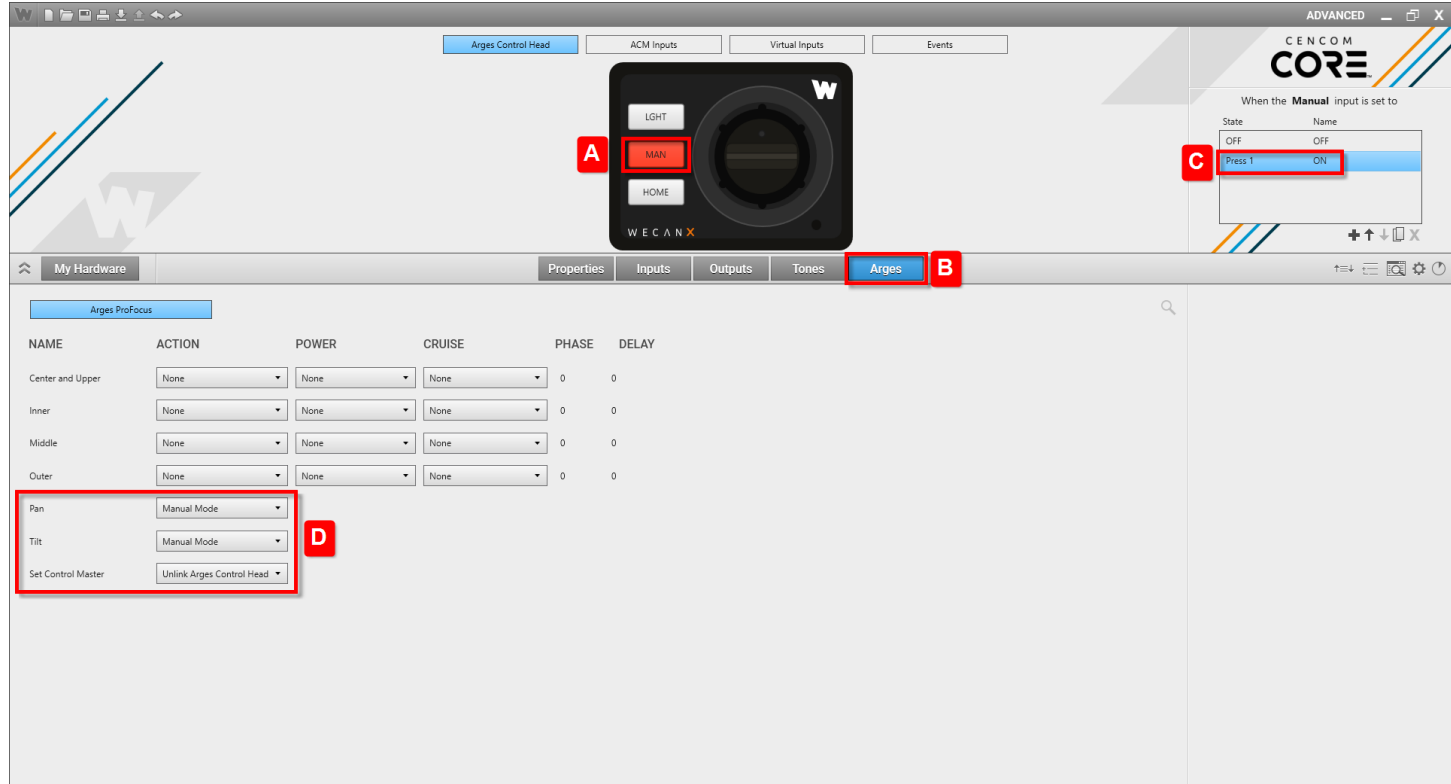 W
ADVANCED
X
Arges Control Head
ACM Inputs
Virtual Inputs
Events
CENCOM
CORE
W
LGHT
A
MAN
HOME
WECANX
When the Manual input is set to
State Name
OFF OFF
C
Press 1 ON
X
My Hardware
Properties
Inputs
Outputs
Tones
Arges
B
Arges ProFocus
NAME ACTION POWER CRUISE PHASE DELAY
Center and Upper None None None 0 0
Inner None None None 0 0
Middle None None None 0 0
Outer None None None 0 0
Pan Manual Mode
D
Tilt Manual Mode
Set Control Master Unlink Arges Control Head